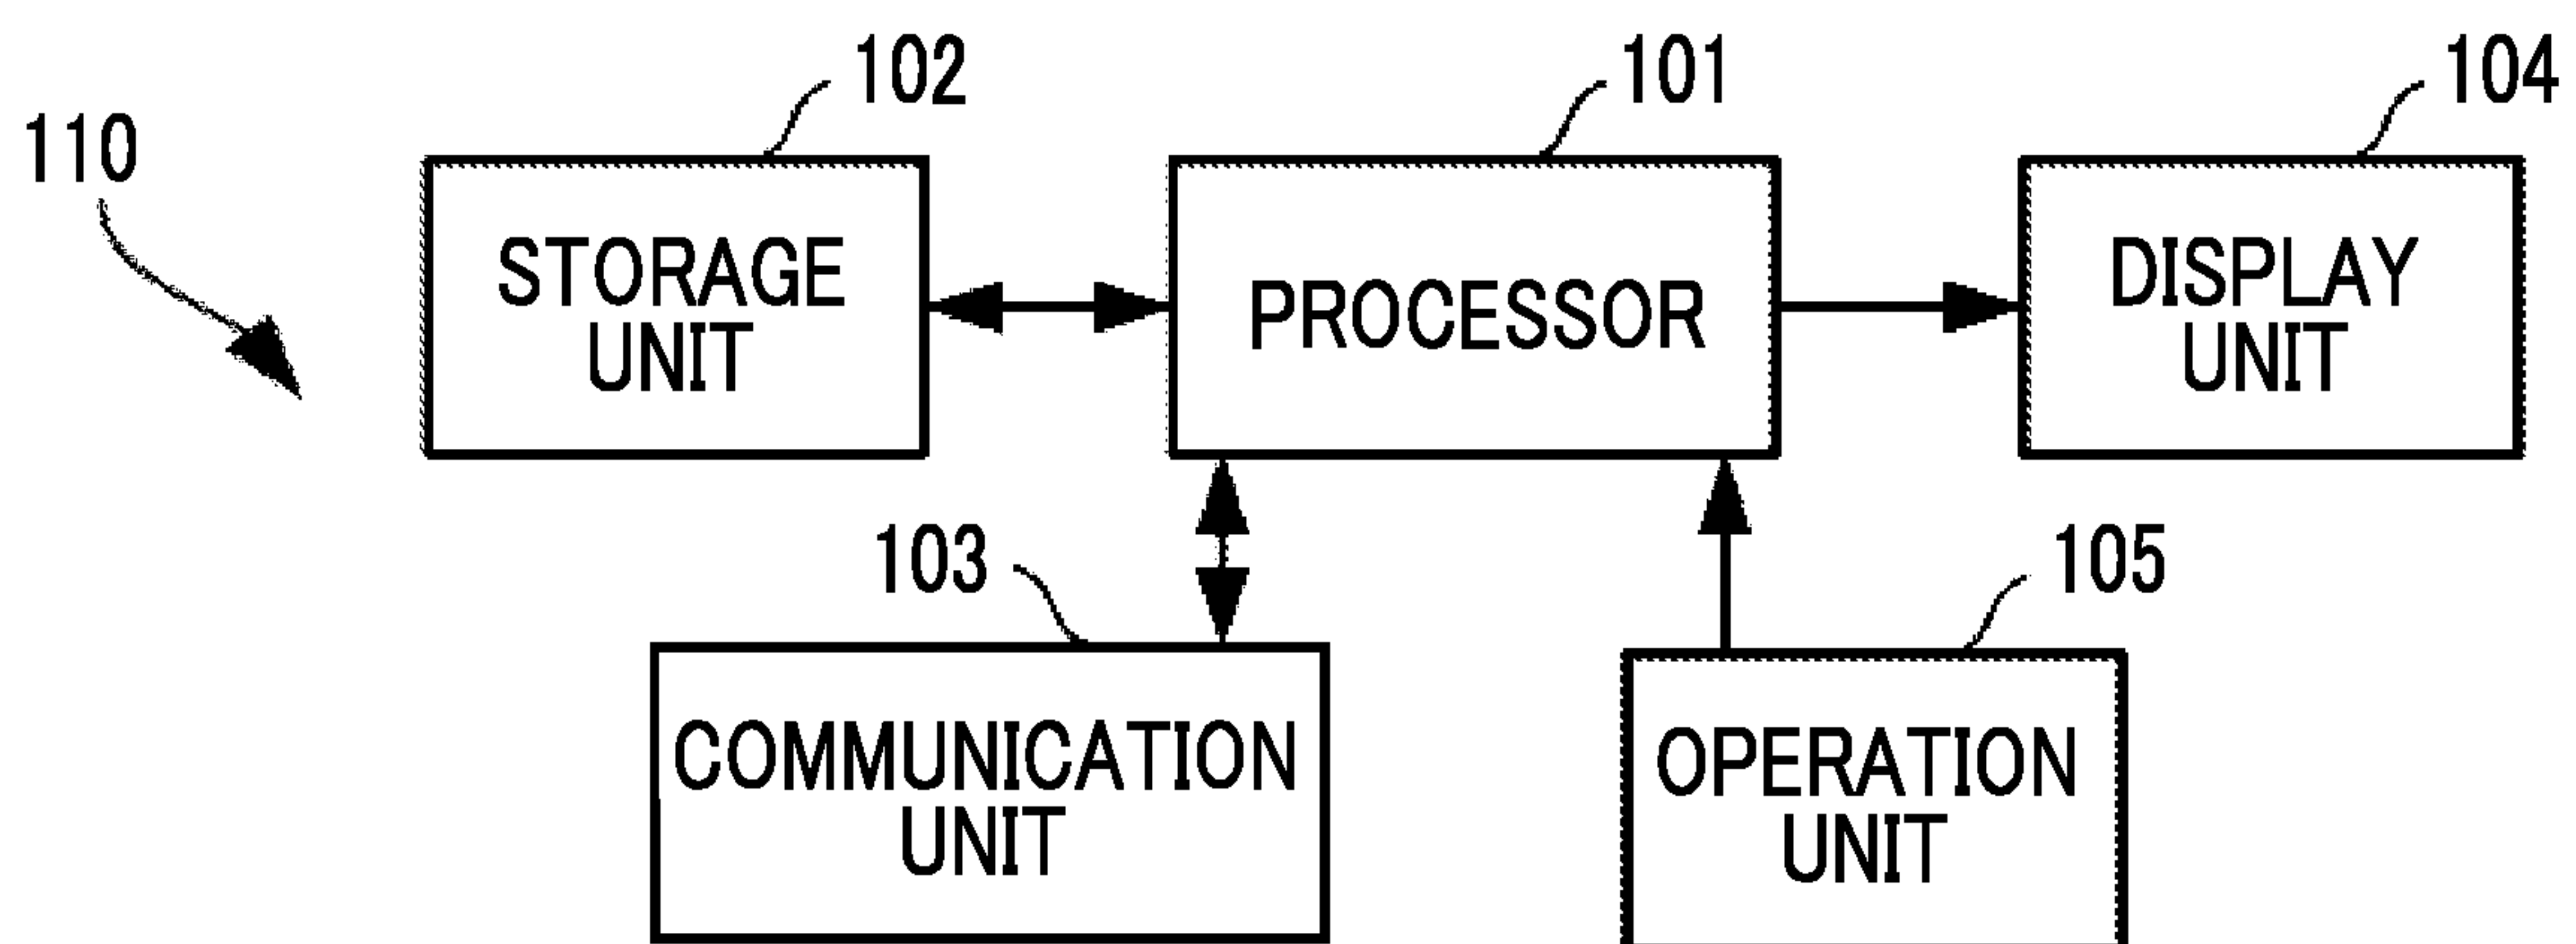 102
101
104
110
STORAGE
UNIT
PROCESSOR
DISPLAY
UNIT
103
105
COMMUNICATION
UNIT
OPERATION
UNIT